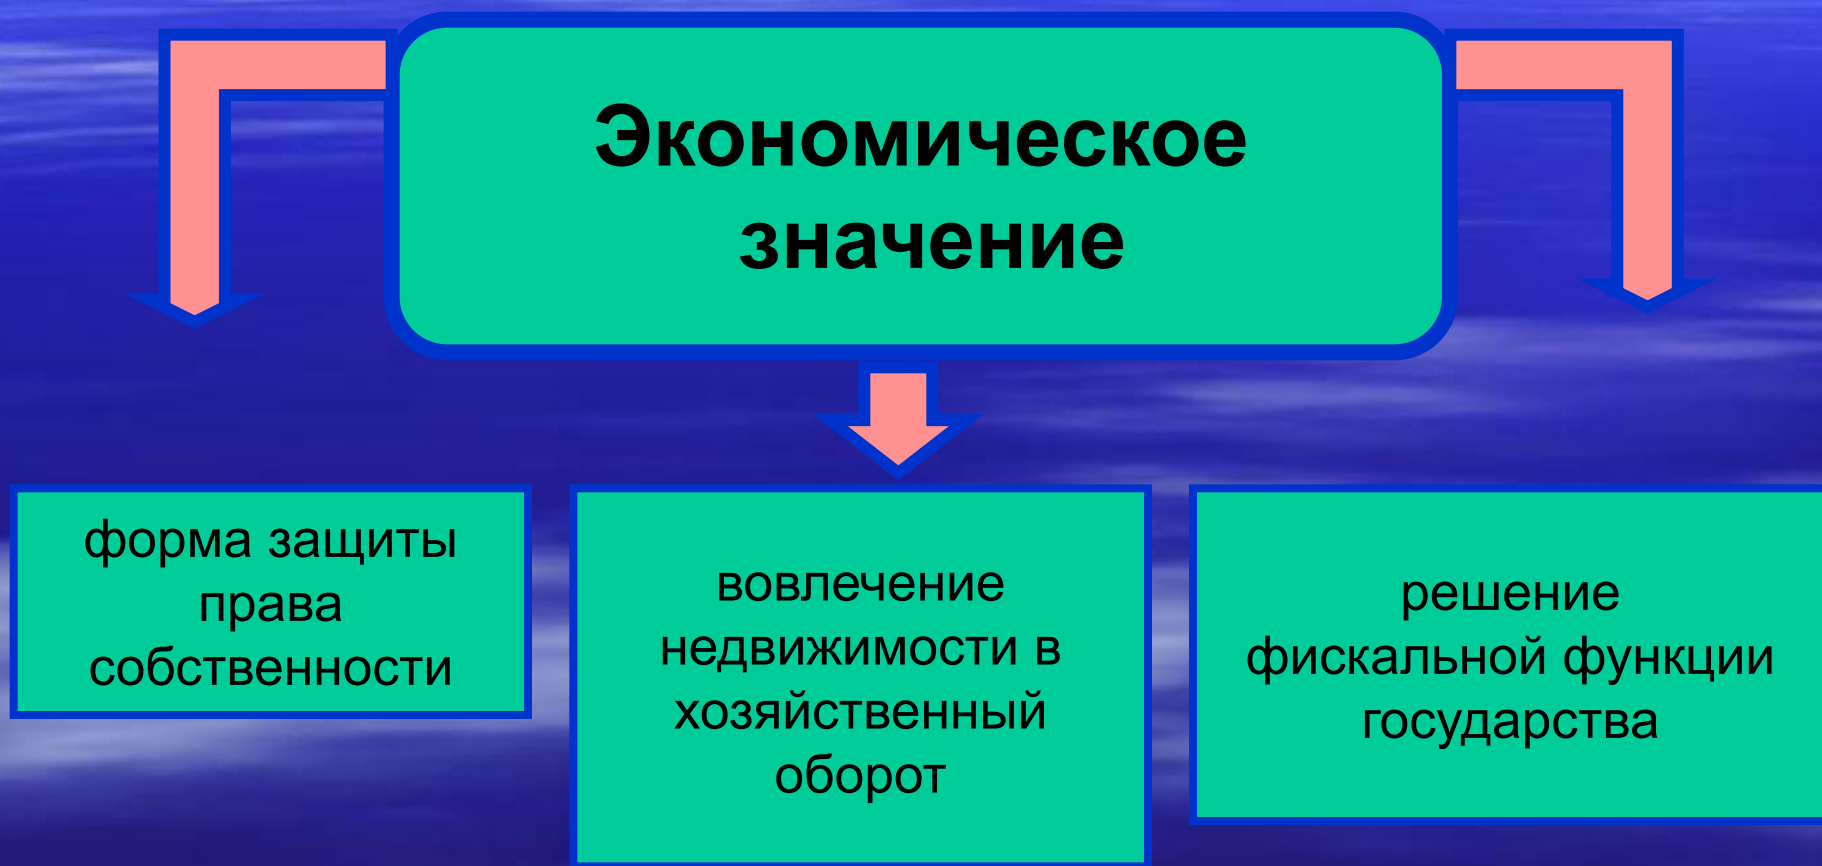 Экономическое
значение
форма защиты
права
собственности
вовлечение
недвижимости в
хозяйственный
оборот
решение
фискальной функции
государства